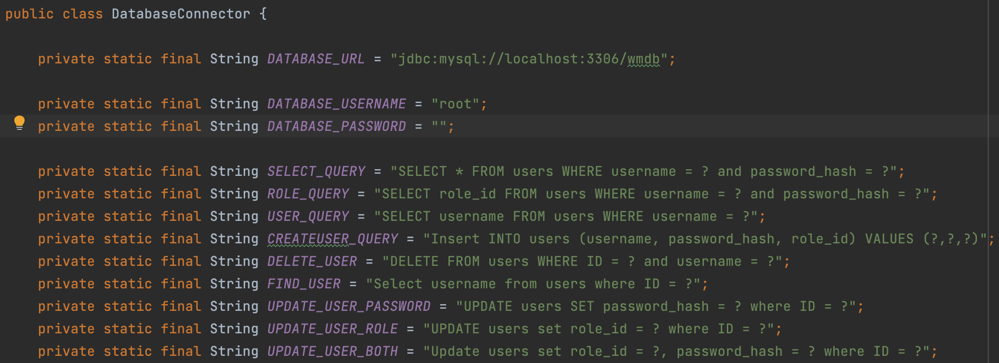 public class DatabaseConnector {
private static final String DATABASE_URL = "jdbc:mysql://localhost:3306/wmdb";
private static final String DATABASE_USERNAME = "root";
private static final String DATABASE_PASSWORD = "";
private static final String SELECT_QUERY = "SELECT * FROM users WHERE username = ? and password_hash = ?";
private static final String ROLE_QUERY = "SELECT role_id FROM users WHERE username = ? and password_hash = ?";
private static final String USER_QUERY = "SELECT username FROM users WHERE username = ?";
private static final String CREATEUSER_QUERY = "Insert INTO users (username, password_hash, role_id) VALUES (?,?,?)";
private static final String DELETE_USER = "DELETE FROM users WHERE ID = ? and username = ?";
private static final String FIND_USER = "Select username from users where ID = ?";
private static final String UPDATE_USER_PASSWORD = "UPDATE users SET password_hash = ? where ID = ?";
private static final String UPDATE_USER_ROLE = "UPDATE users set role_id = ? where ID = ?";
private static final String UPDATE_USER_BOTH = "Update users set role_id = ?, password_hash = ? where ID = ?";